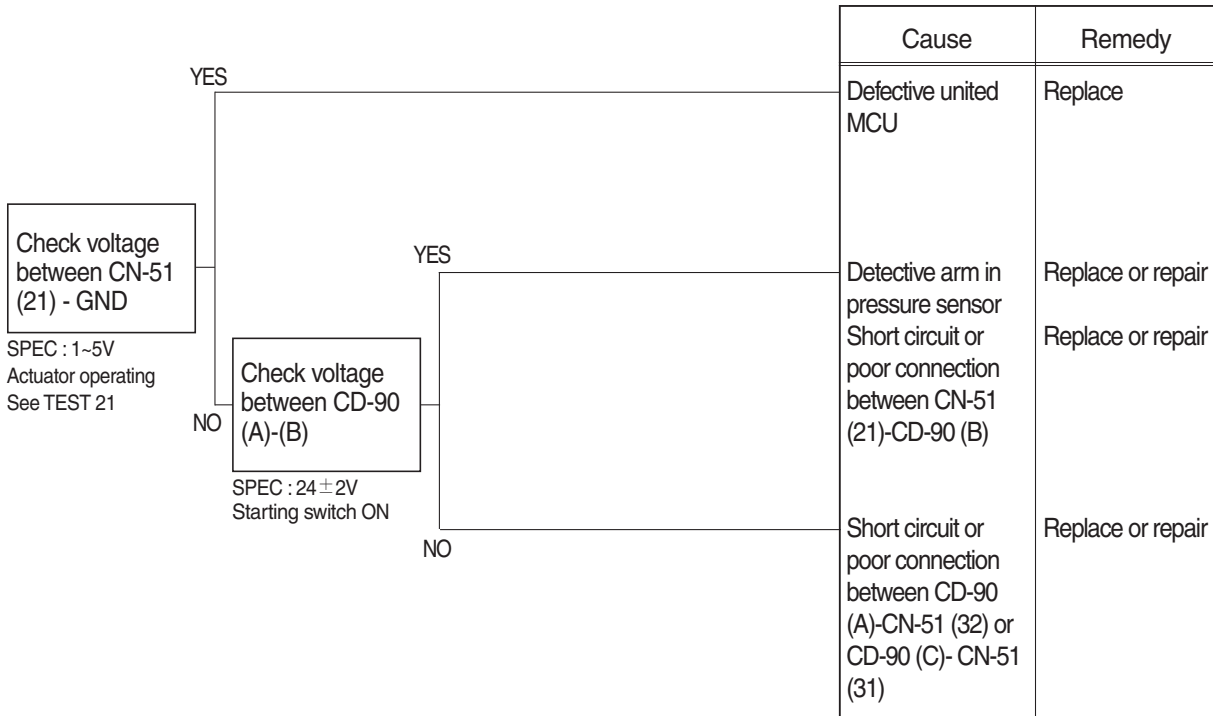 Cause
Remedy
YES
Defective united
MCU
Replace
Check voltage
between CN-51
(21) - GND
SPEC : 1~5V
Actuator operating
See TEST 21
YES
Detective arm in
pressure sensor
Replace or repair
Short circuit or
poor connection
between CN-51
(21)-CD-90 (B)
Replace or repair
NO
Check voltage
between CD-90
(A)-(B)
SPEC : 24±2V
Starting switch ON
NO
Short circuit or
poor connection
between CD-90
(A)-CN-51 (32) or
CD-90 (C)- CN-51
(31)
Replace or repair